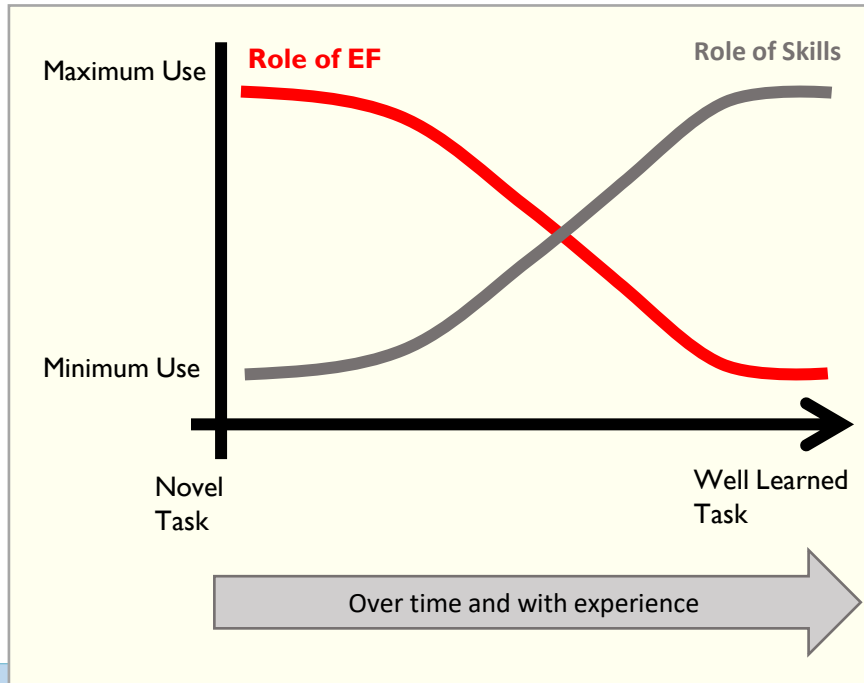 Maximum Use
Role of EF
Role of Skills
Minimum Use
Novel
Task
Well Learned
Task
Over time and with experience